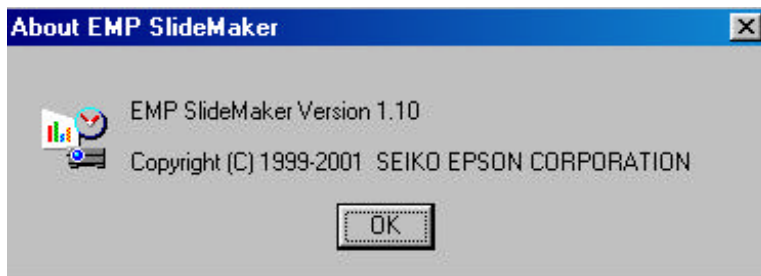 About EMP SlideMaker
EMP SlideMaker Version 1.10
Copyright (C) 1999-2001 SEIKO EPSON CORPORATION
OK